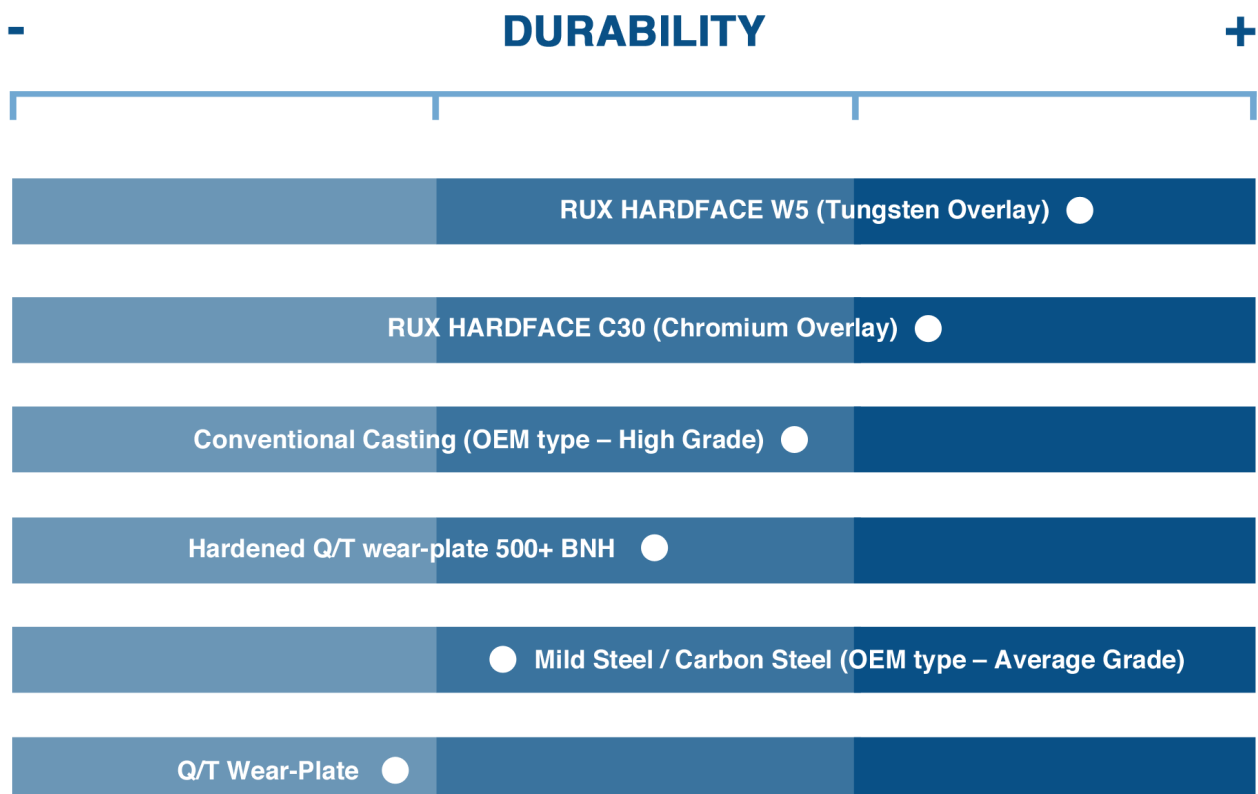 - DURABILITY +
RUX HARDFACE W5 (Tungsten Overlay)
RUX HARDFACE C30 (Chromium Overlay)
Conventional Casting (OEM type – High Grade)
Hardened Q/T wear-plate 500+ BNH
Mild Steel / Carbon Steel (OEM type – Average Grade)
Q/T Wear-Plate